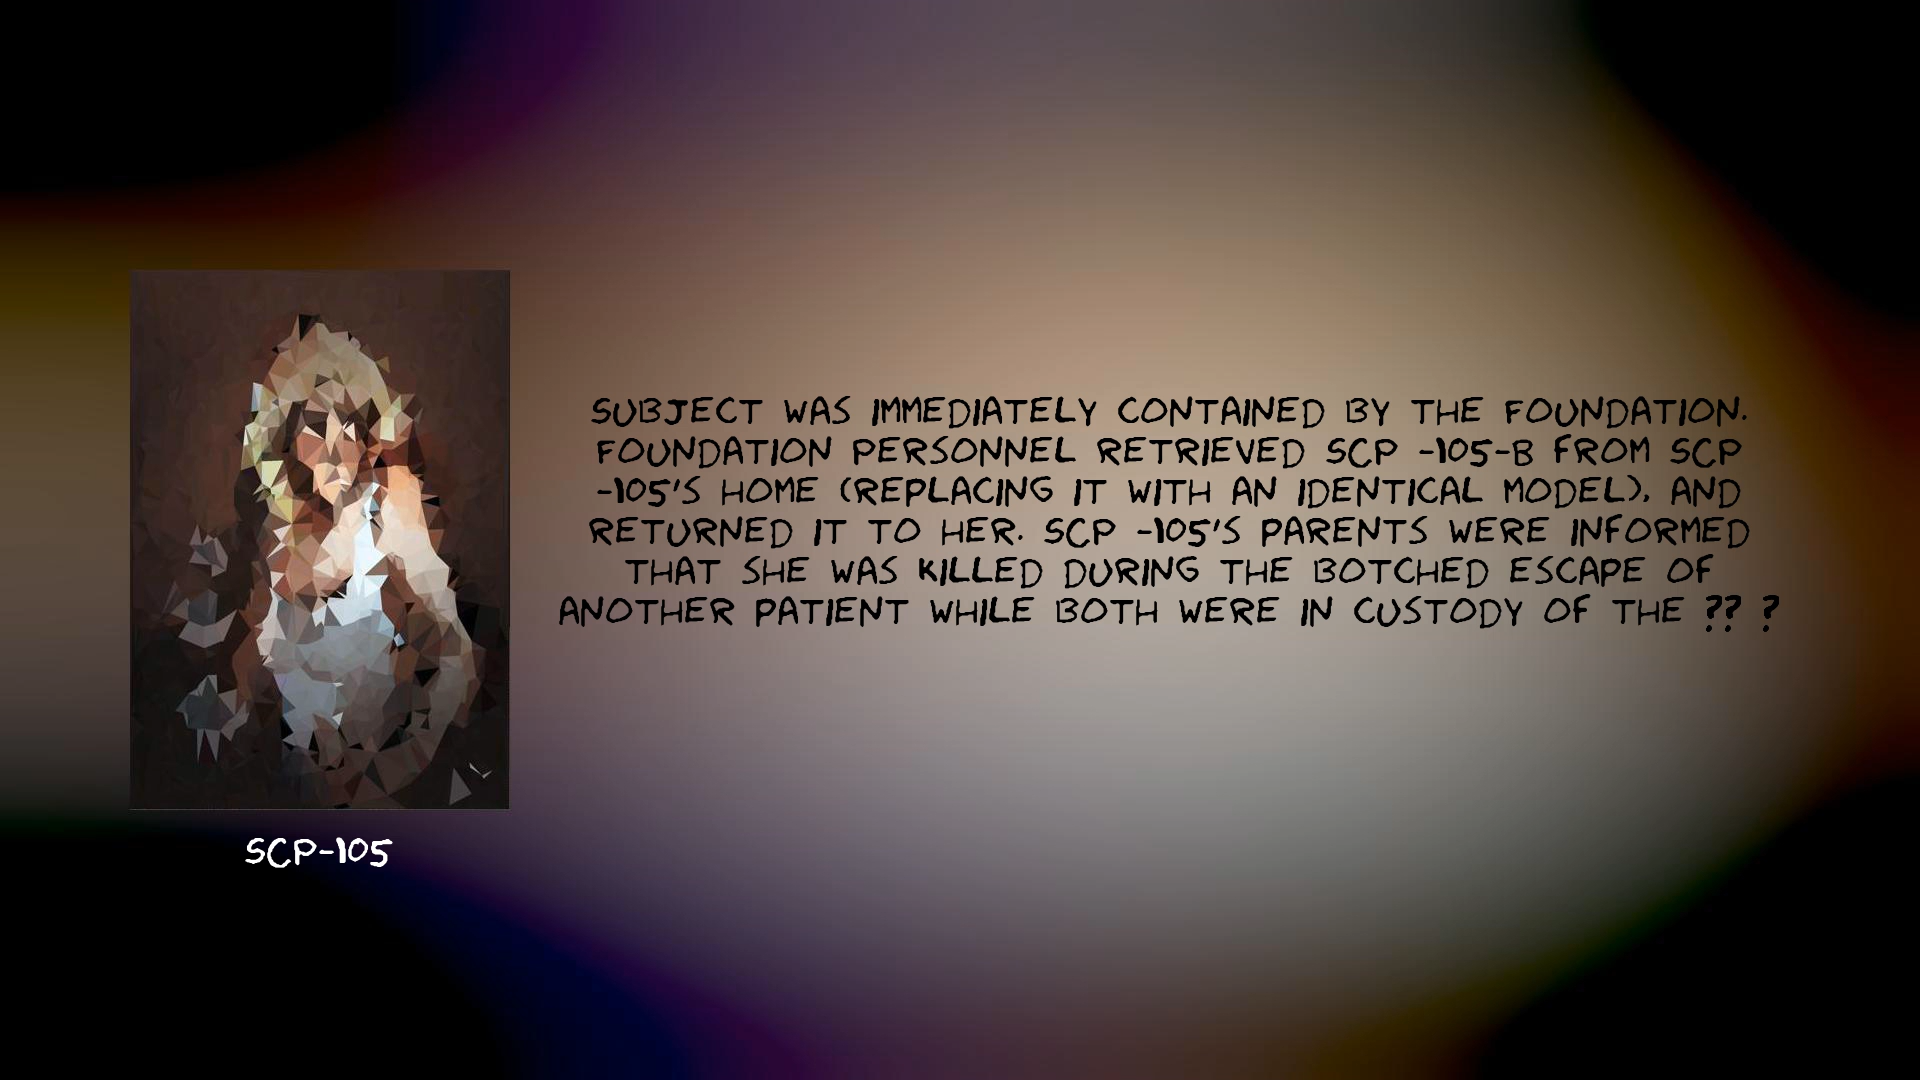 SUBJECT WAS IMMEDIATELY CONTAINED BY THE FOUNDATION.
FOUNDATION PERSONNEL RETRIEVED SCP -105-B FROM SCP
-105'S HOME (REPLACING IT WITH AN IDENTICAL MODEL), AND
RETURNED IT TO HER. SCP -105'S PARENTS WERE INFORMED
THAT SHE WAS KILLED DURING THE BOTCHED ESCAPE OF
ANOTHER PATIENT WHILE BOTH WERE IN CUSTODY OF THE ?? ?
SCP-105